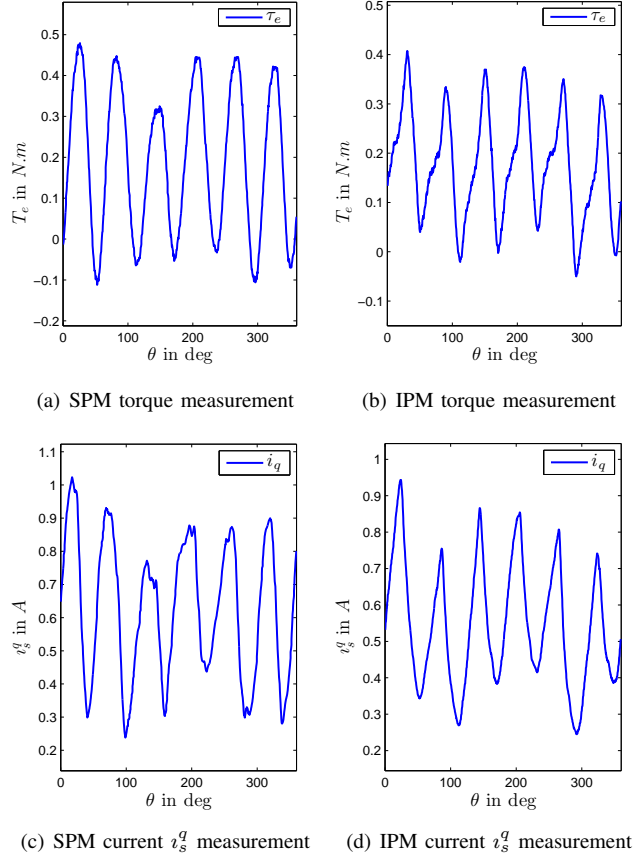 τe
0.5
0.4
0.3
0.2
0.1
0
−0.1
−0.2
Te in N.m
0 100 200 300
θ in deg
(a) SPM torque measurement
τe
0.5
0.4
0.3
0.2
0.1
0
−0.1
Te in N.m
0 100 200 300
θ in deg
(b) IPM torque measurement
iq
1.1
1
0.9
0.8
0.7
0.6
0.5
0.4
0.3
0.2
ısq in A
0 100 200 300
θ in deg
(c) SPM current ısq measurement
iq
1
0.9
0.8
0.7
0.6
0.5
0.4
0.3
0.2
ısq in A
0 100 200 300
θ in deg
(d) IPM current ısq measurement